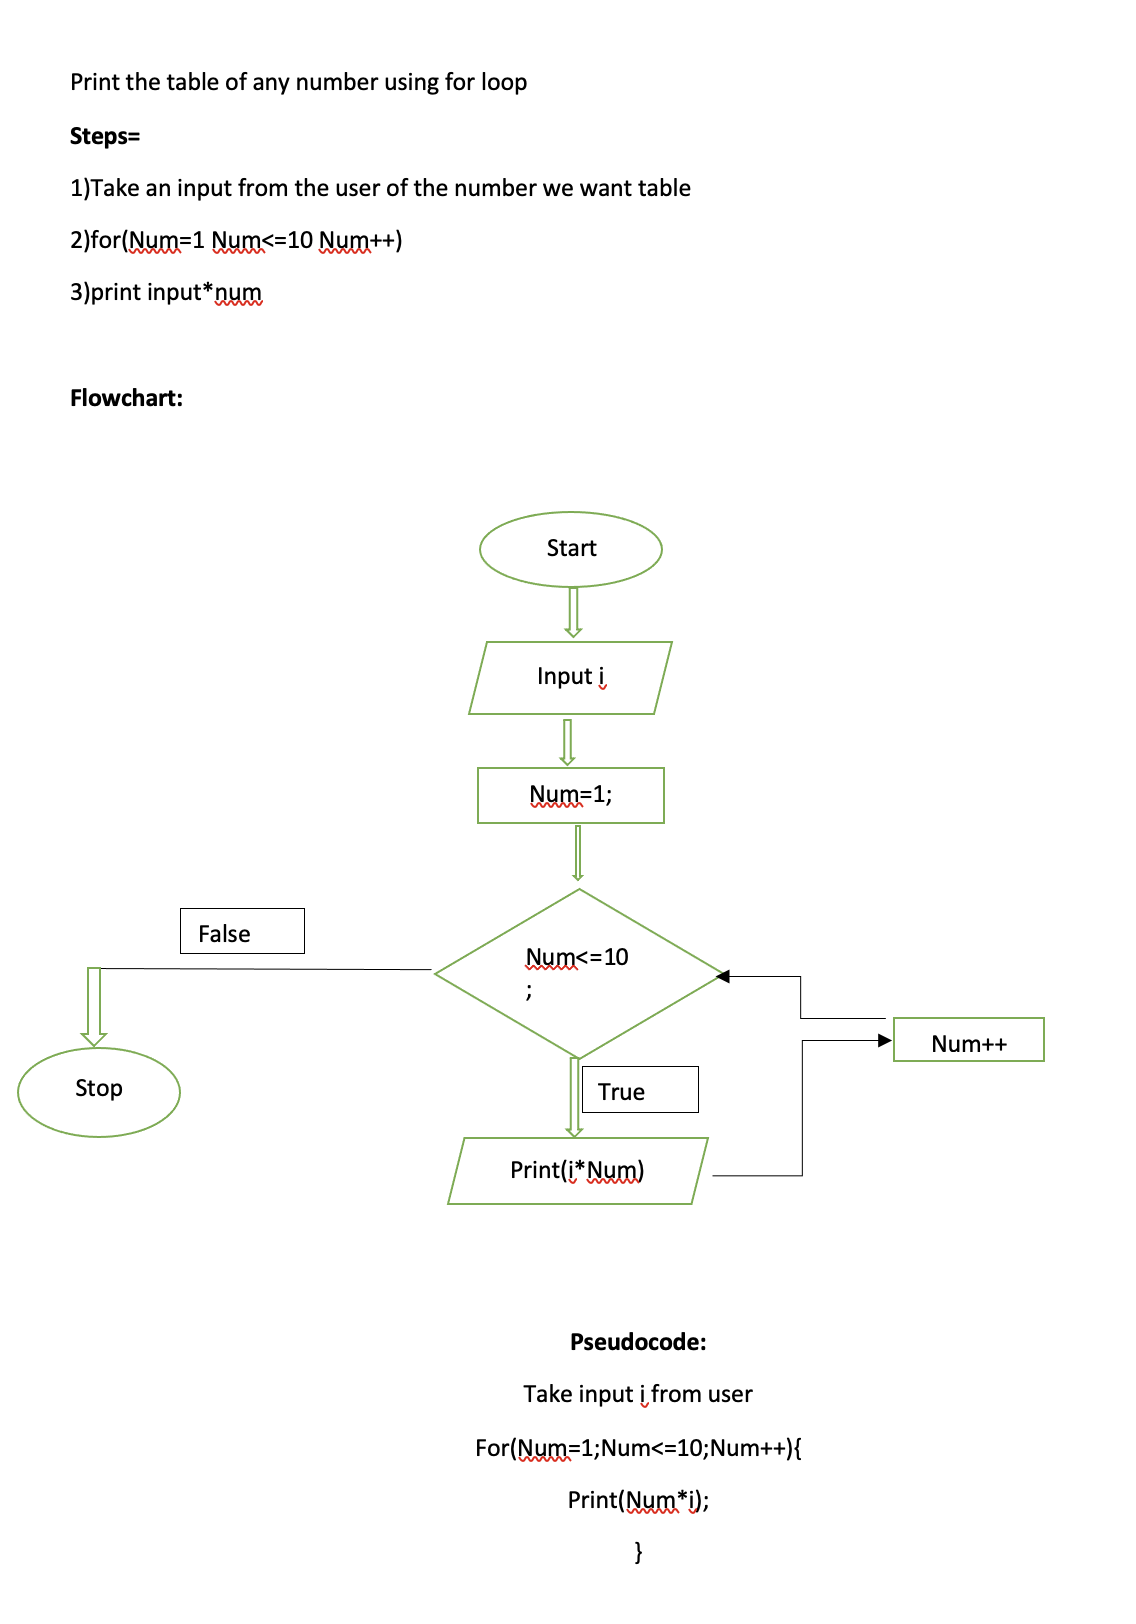 Print the table of any number using for loop
Steps=
1)Take an input from the user of the number we want table
2)for(Num=1 Num<=10 Num++)
3)print input*num
Flowchart:
Start
Input i
Num=1;
False
Num<=10
;
Num++
Stop
True
Print(i*Num)
Pseudocode:
Take input i from user
For(Num=1;Num<=10;Num++){
Print(Num*i);
}